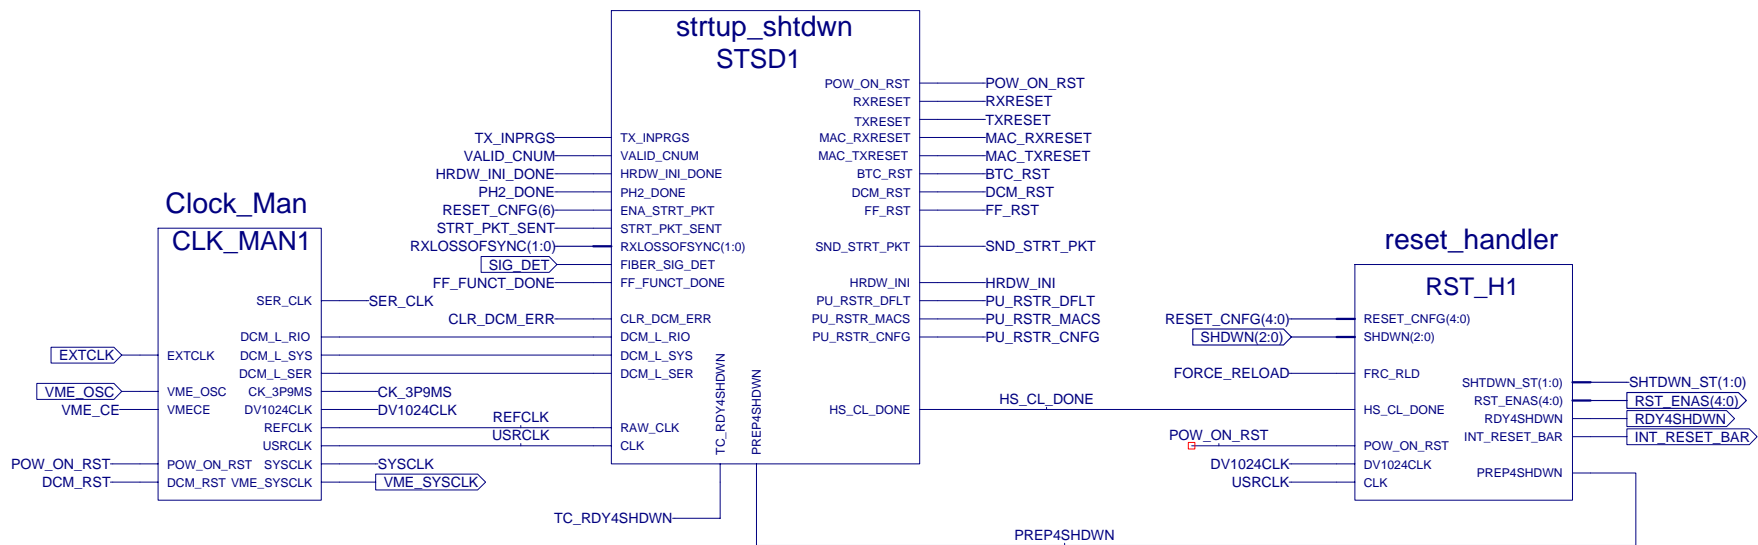 Clock_Man
CLK_MAN1
SER_CLK
SER_CLK
DCM_L_RIO
EXTCLK
EXTCLK
DCM_L_SYS
DCM_L_SER
VME_OSC
VME_OSC
CK_3P9MS
CK_3P9MS
VME_CE
VMECE
DV1024CLK
DV1024CLK
REFCLK
REFCLK
USRCLK
USRCLK
POW_ON_RST
POW_ON_RST
SYSCLK
SYSCLK
DCM_RST
DCM_RST
VME_SYSCLK
VME_SYSCLK
strtup_shtdwn
STSD1
POW_ON_RST
POW_ON_RST
RXRESET
RXRESET
TXRESET
TXRESET
TX_INPRGS
TX_INPRGS
MAC_RXRESET
MAC_RXRESET
VALID_CNUM
VALID_CNUM
MAC_TXRESET
MAC_TXRESET
HRDW_INI_DONE
HRDW_INI_DONE
BTC_RST
BTC_RST
PH2_DONE
PH2_DONE
DCM_RST
DCM_RST
RESET_CNFG(6)
ENA_STRT_PKT
FF_RST
FF_RST
STRT_PKT_SENT
STRT_PKT_SENT
RXLOSSOFSYNC(1:0)
RXLOSSOFSYNC(1:0)
SND_STRT_PKT
SND_STRT_PKT
SIG_DET
FIBER_SIG_DET
FF_FUNCT_DONE
FF_FUNCT_DONE
HRDW_INI
HRDW_INI
PU_RSTR_DFLT
PU_RSTR_DFLT
CLR_DCM_ERR
CLR_DCM_ERR
PU_RSTR_MACS
PU_RSTR_MACS
DCM_L_RIO
PU_RSTR_CNFG
PU_RSTR_CNFG
DCM_L_SYS
DCM_L_SER
HS_CL_DONE
HS_CL_DONE
RAW_CLK
CLK
TC_RDY4SHDWN
PREP4SHDWN
TC_RDY4SHDWN
PREP4SHDWN
reset_handler
RST_H1
RESET_CNFG(4:0)
RESET_CNFG(4:0)
SHDWN(2:0)
SHDWN(2:0)
FORCE_RELOAD
FRC_RLD
SHTDWN_ST(1:0)
SHTDWN_ST(1:0)
RST_ENAS(4:0)
RST_ENAS(4:0)
HS_CL_DONE
RDY4SHDWN
RDY4SHDWN
POW_ON_RST
POW_ON_RST
INT_RESET_BAR
INT_RESET_BAR
DV1024CLK
DV1024CLK
PREP4SHDWN
USRCLK
CLK